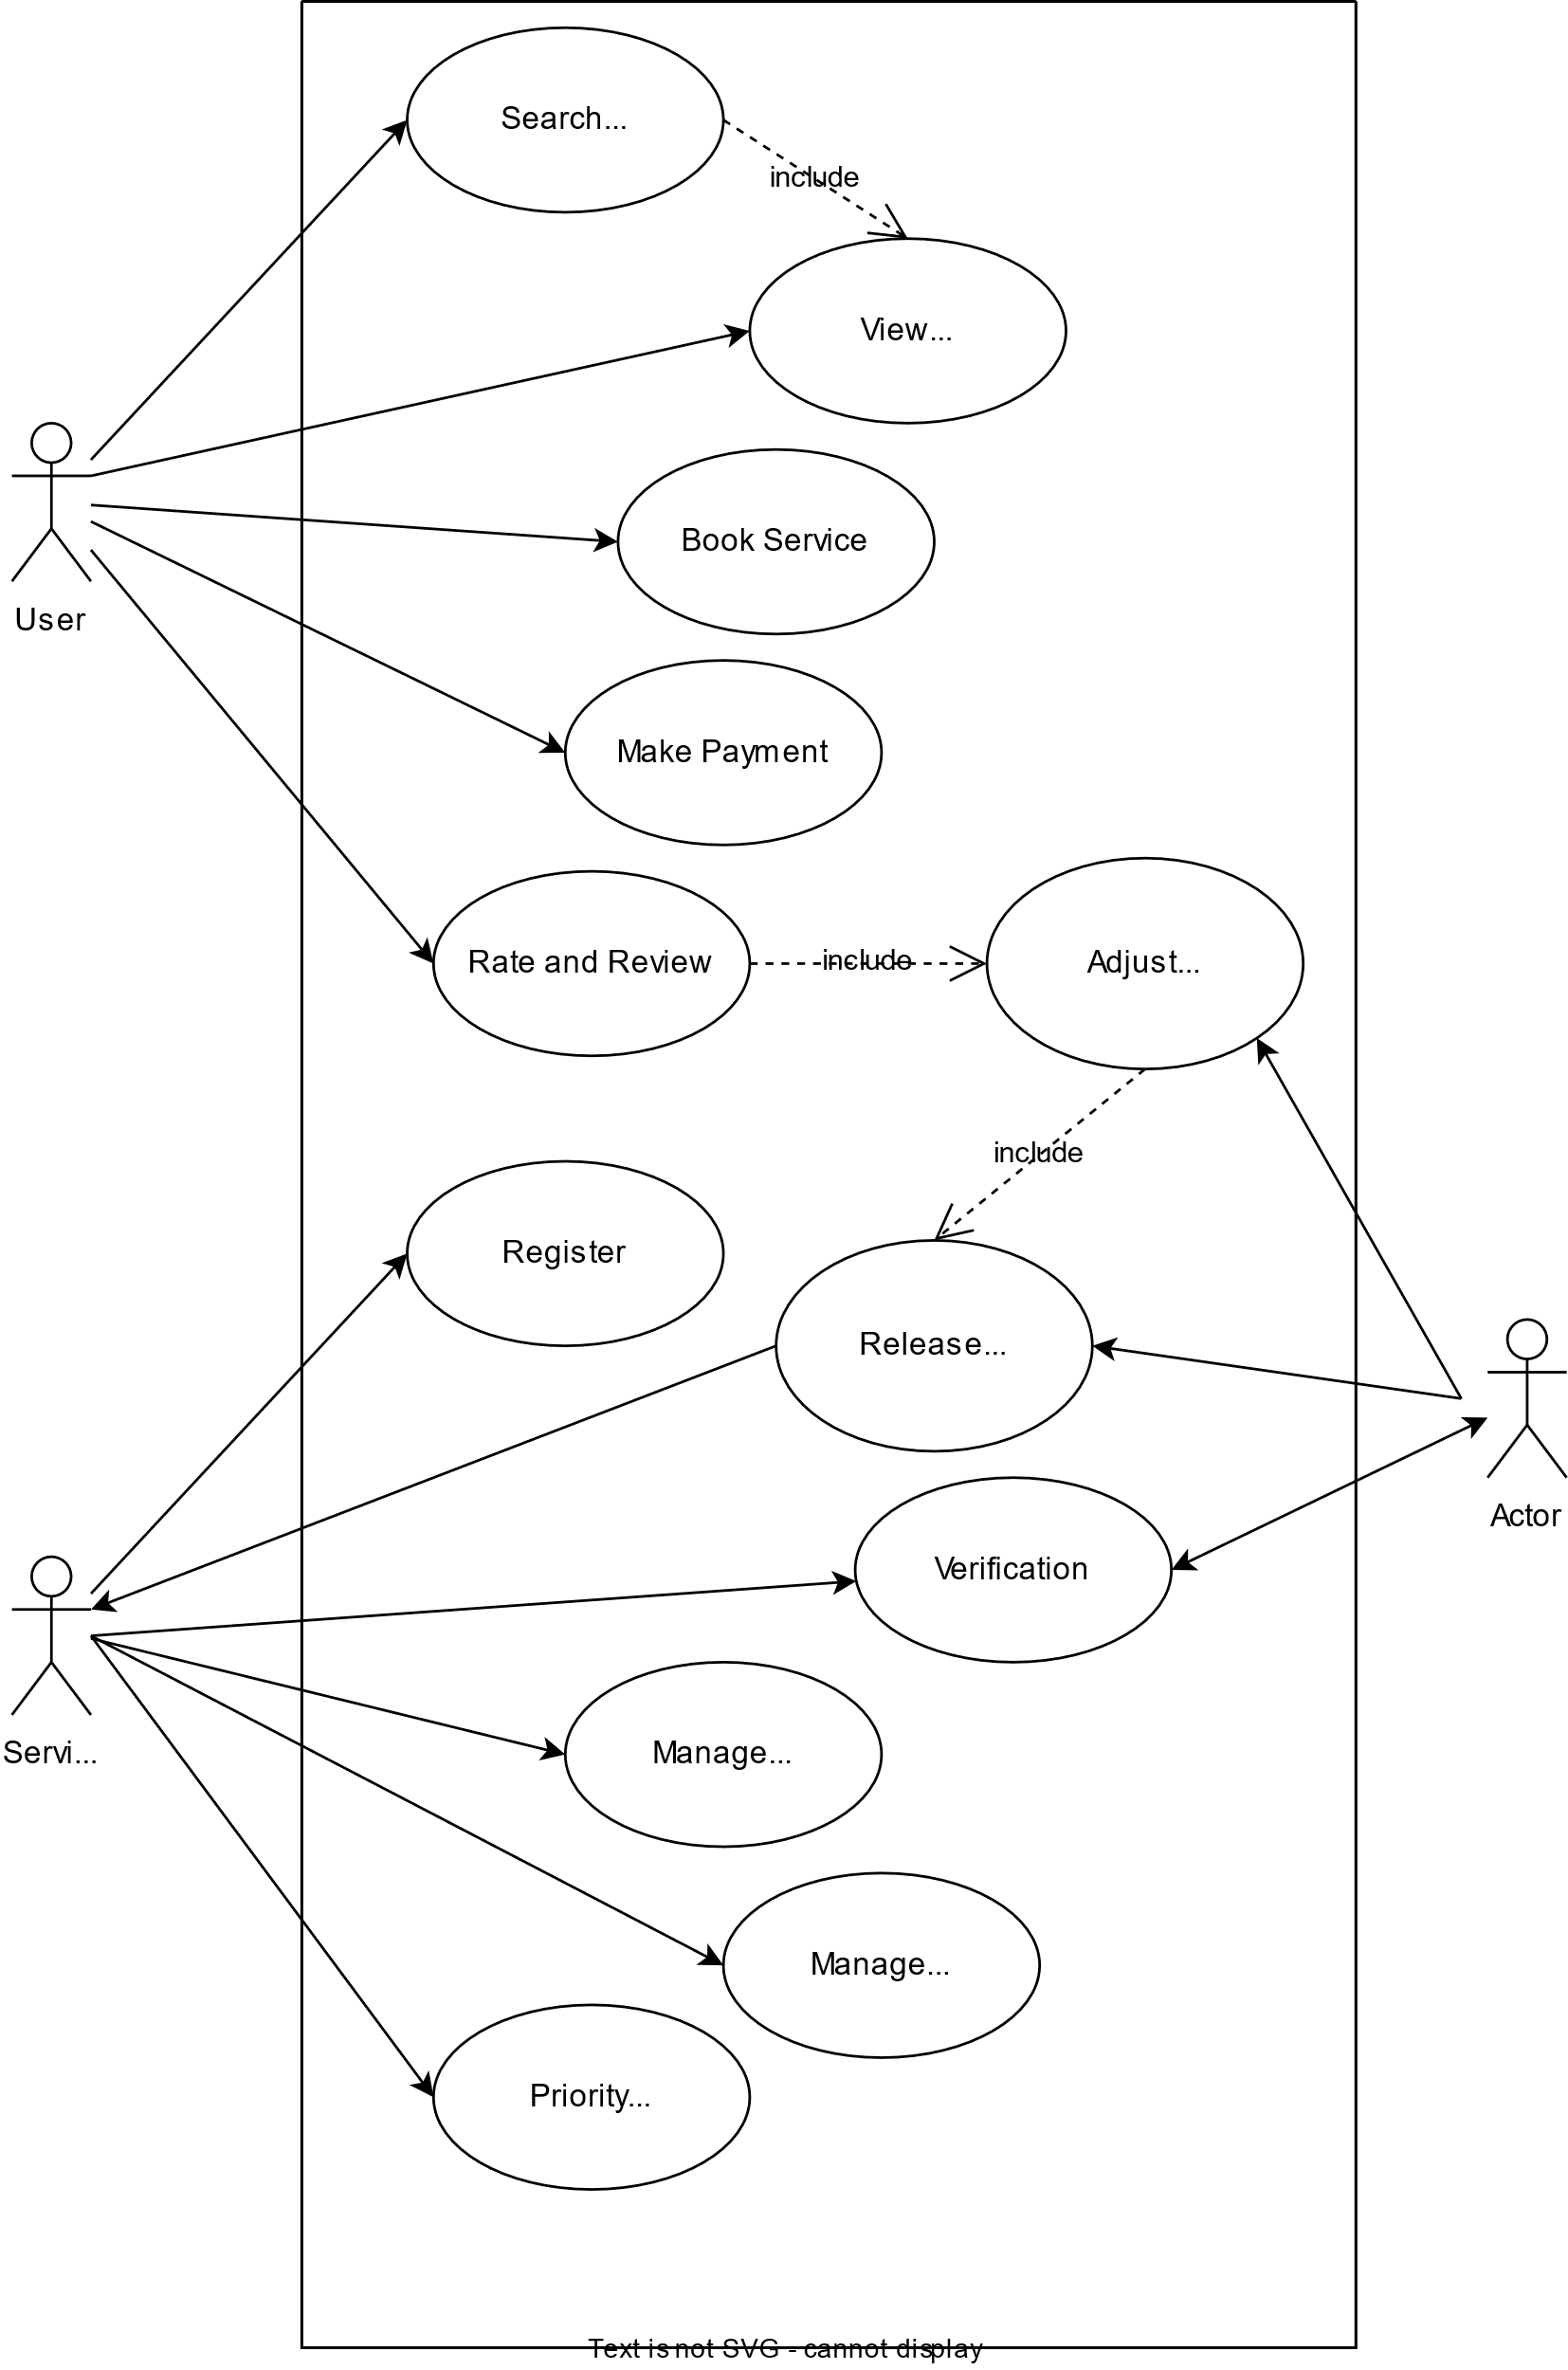 Search...
include
View...
Book Service
User
Make Payment
Rate and Review
include
Adjust...
include
Register
Release...
Actor
Verification
Servi...
Manage...
Manage...
Priority...
Text is not SVG - cannot display